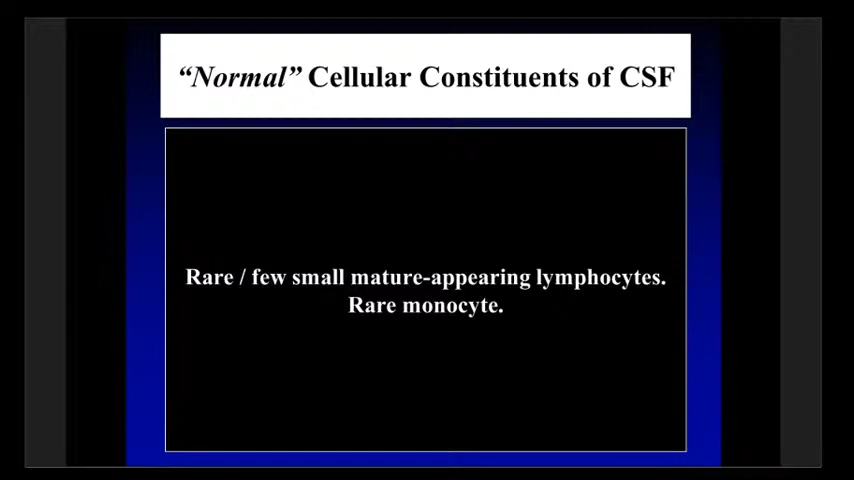 “Normal” Cellular Constituents of CSF
Rare / few small mature-appearing lymphocytes.
Rare monocyte.